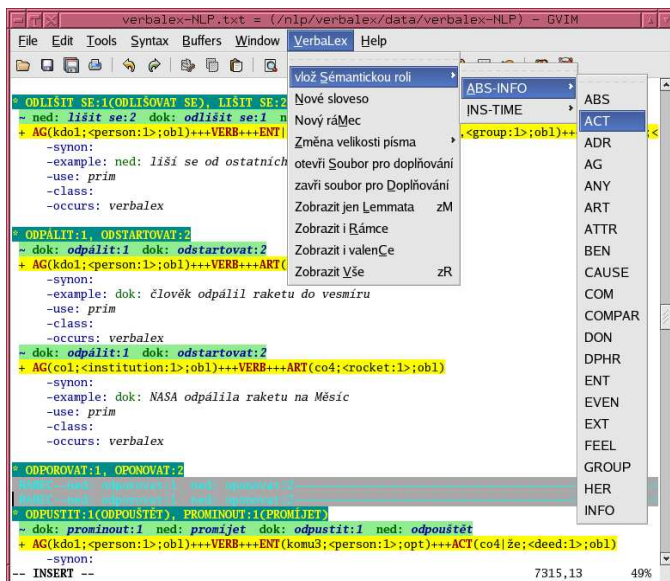 verbalex-NLP.txt = (/nlp/verbalex/data/verbalex-NLP) - GVIM
File Edit Tools Syntax Buffers Window VerbaLex Help
vlož Sémantickou roli
Nové sloveso
Nový ráMec
Změna velikosti písma
otevři Soubor pro doplňování
zavři soubor pro Doplňování
Zobrazit jen Lemmata zM
Zobrazit i Rámce
Zobrazit i valenCe
Zobrazit Vše zR
ABS-INFO
INS-TIME
ABS
ACT
ADR
AG
ANY
ART
ATTR
BEN
CAUSE
COM
COMPAR
DON
DPHR
ENT
EVEN
EXT
FEEL
GROUP
HER
INFO
* ODLIŠIT SE:1(ODLIŠOVAT SE), LIŠIT SE:2
~ ned: lišit se:2 dok: odlišit se:1 n
+ AG(kdo1;<person:1>;obl)+++VERB+++ENT| ,<group:1>;obl)++ ;<
-synon:
-example: ned: liší se od ostatních
-use: prim
-class:
-occurs: verbalex
* ODPÁLIT:1, ODSTARTOVAT:2
~ dok: odpálit:1 dok: odstartovat:2
+ AG(kdo1;<person:1>;obl)+++VERB+++ART(
-synon:
-example: dok: člověk odpálil raketu do vesmíru
-use: prim
-class:
-occurs: verbalex
~ dok: odpálit:1 dok: odstartovat:2
+ AG(co1;<institution:1>;obl)+++VERB+++ART(co4;<rocket:1>;obl)
-synon:
-example: dok: NASA odpálila raketu na Měsíc
-use: prim
-class:
-occurs: verbalex
* ODPOROVAT:1, OPONOVAT:2
* ODPUSTIT:1(ODPOUŠTĚT), PROMINOUT:1(PROMÍJET)
~ dok: prominout:1 ned: promíjet dok: odpustit:1 ned: odpouštět
+ AG(kdo1;<person:1>;obl)+++VERB+++ENT(komu3;<person:1>;opt)+++ACT(co4|že;<deed:1>;obl)
-synon:
-- INSERT -- 7315,13 49%